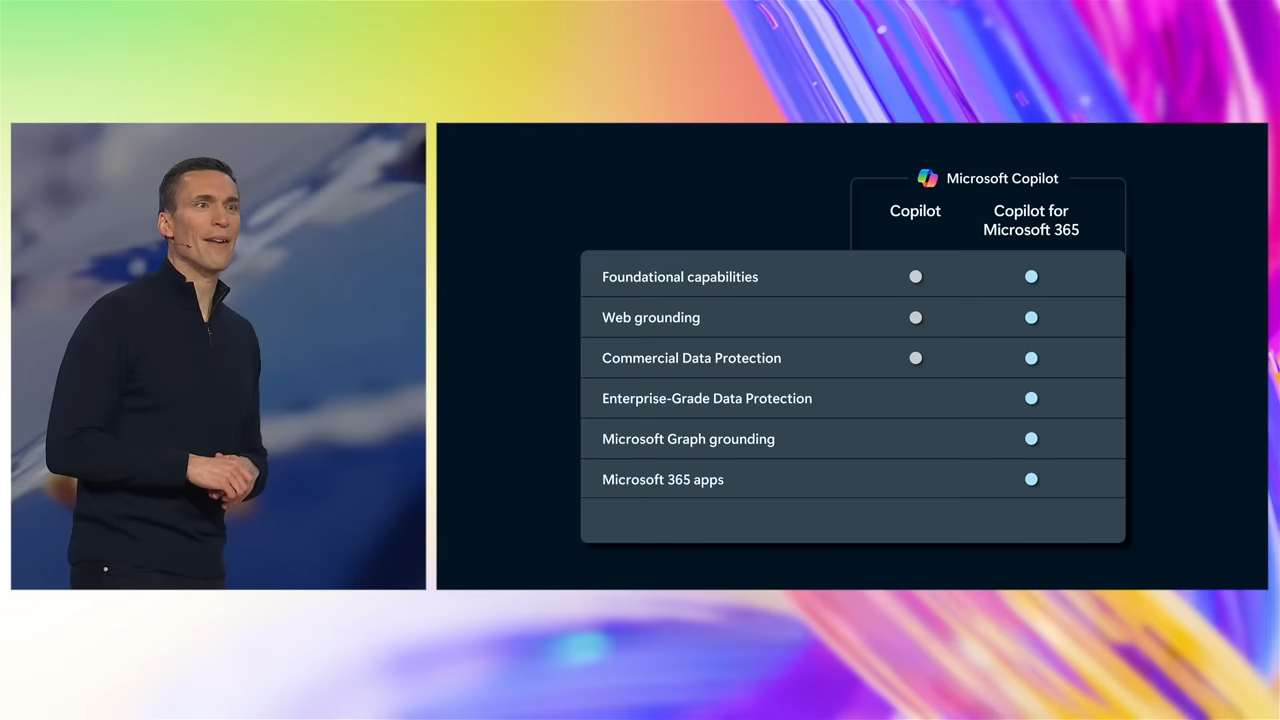 Microsoft Copilot
Copilot
Copilot for
Microsoft 365
Foundational capabilities
Web grounding
Commercial Data Protection
Enterprise-Grade Data Protection
Microsoft Graph grounding
Microsoft 365 apps